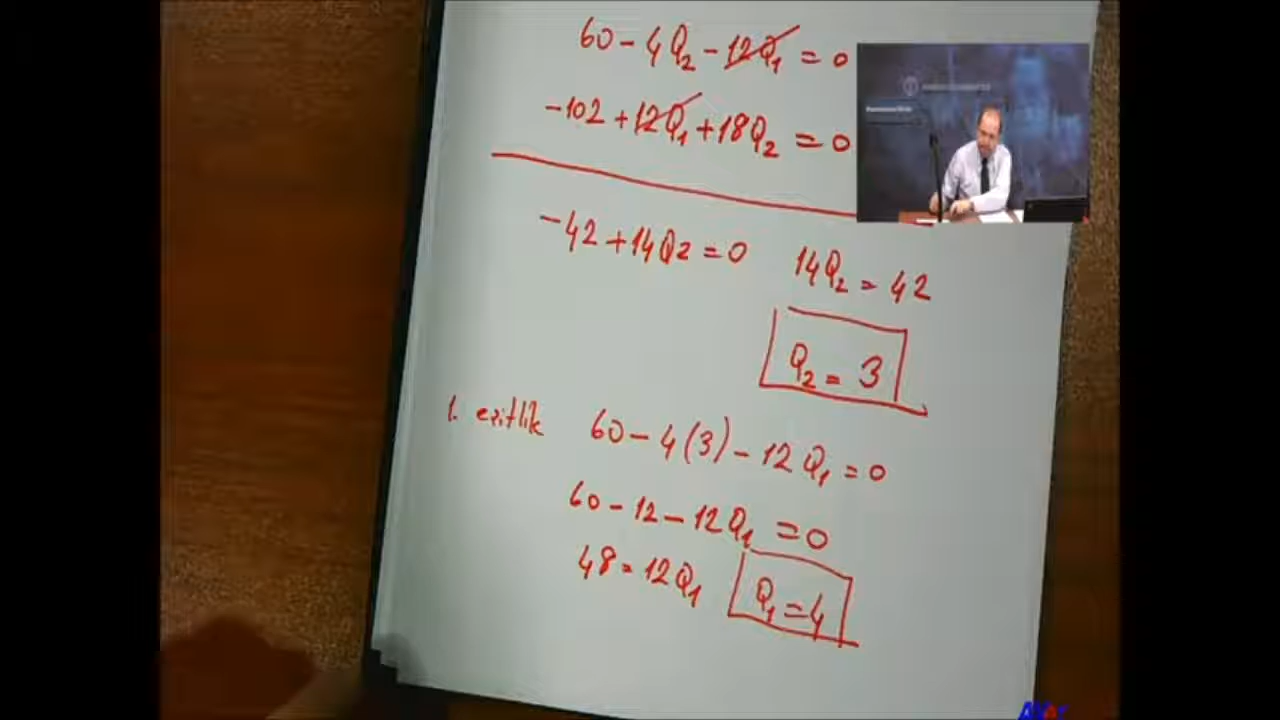 60 - 4Q₂ - 12Q₁ = 0
-102 + 12Q₁ + 18Q₂ = 0
-42 + 14Q₂ = 0 14Q₂ = 42
Q₂ = 3
1. eşitlik 60 - 4(3) - 12Q₁ = 0
60 - 12 - 12Q₁ = 0
48 = 12Q₁ Q₁ = 4